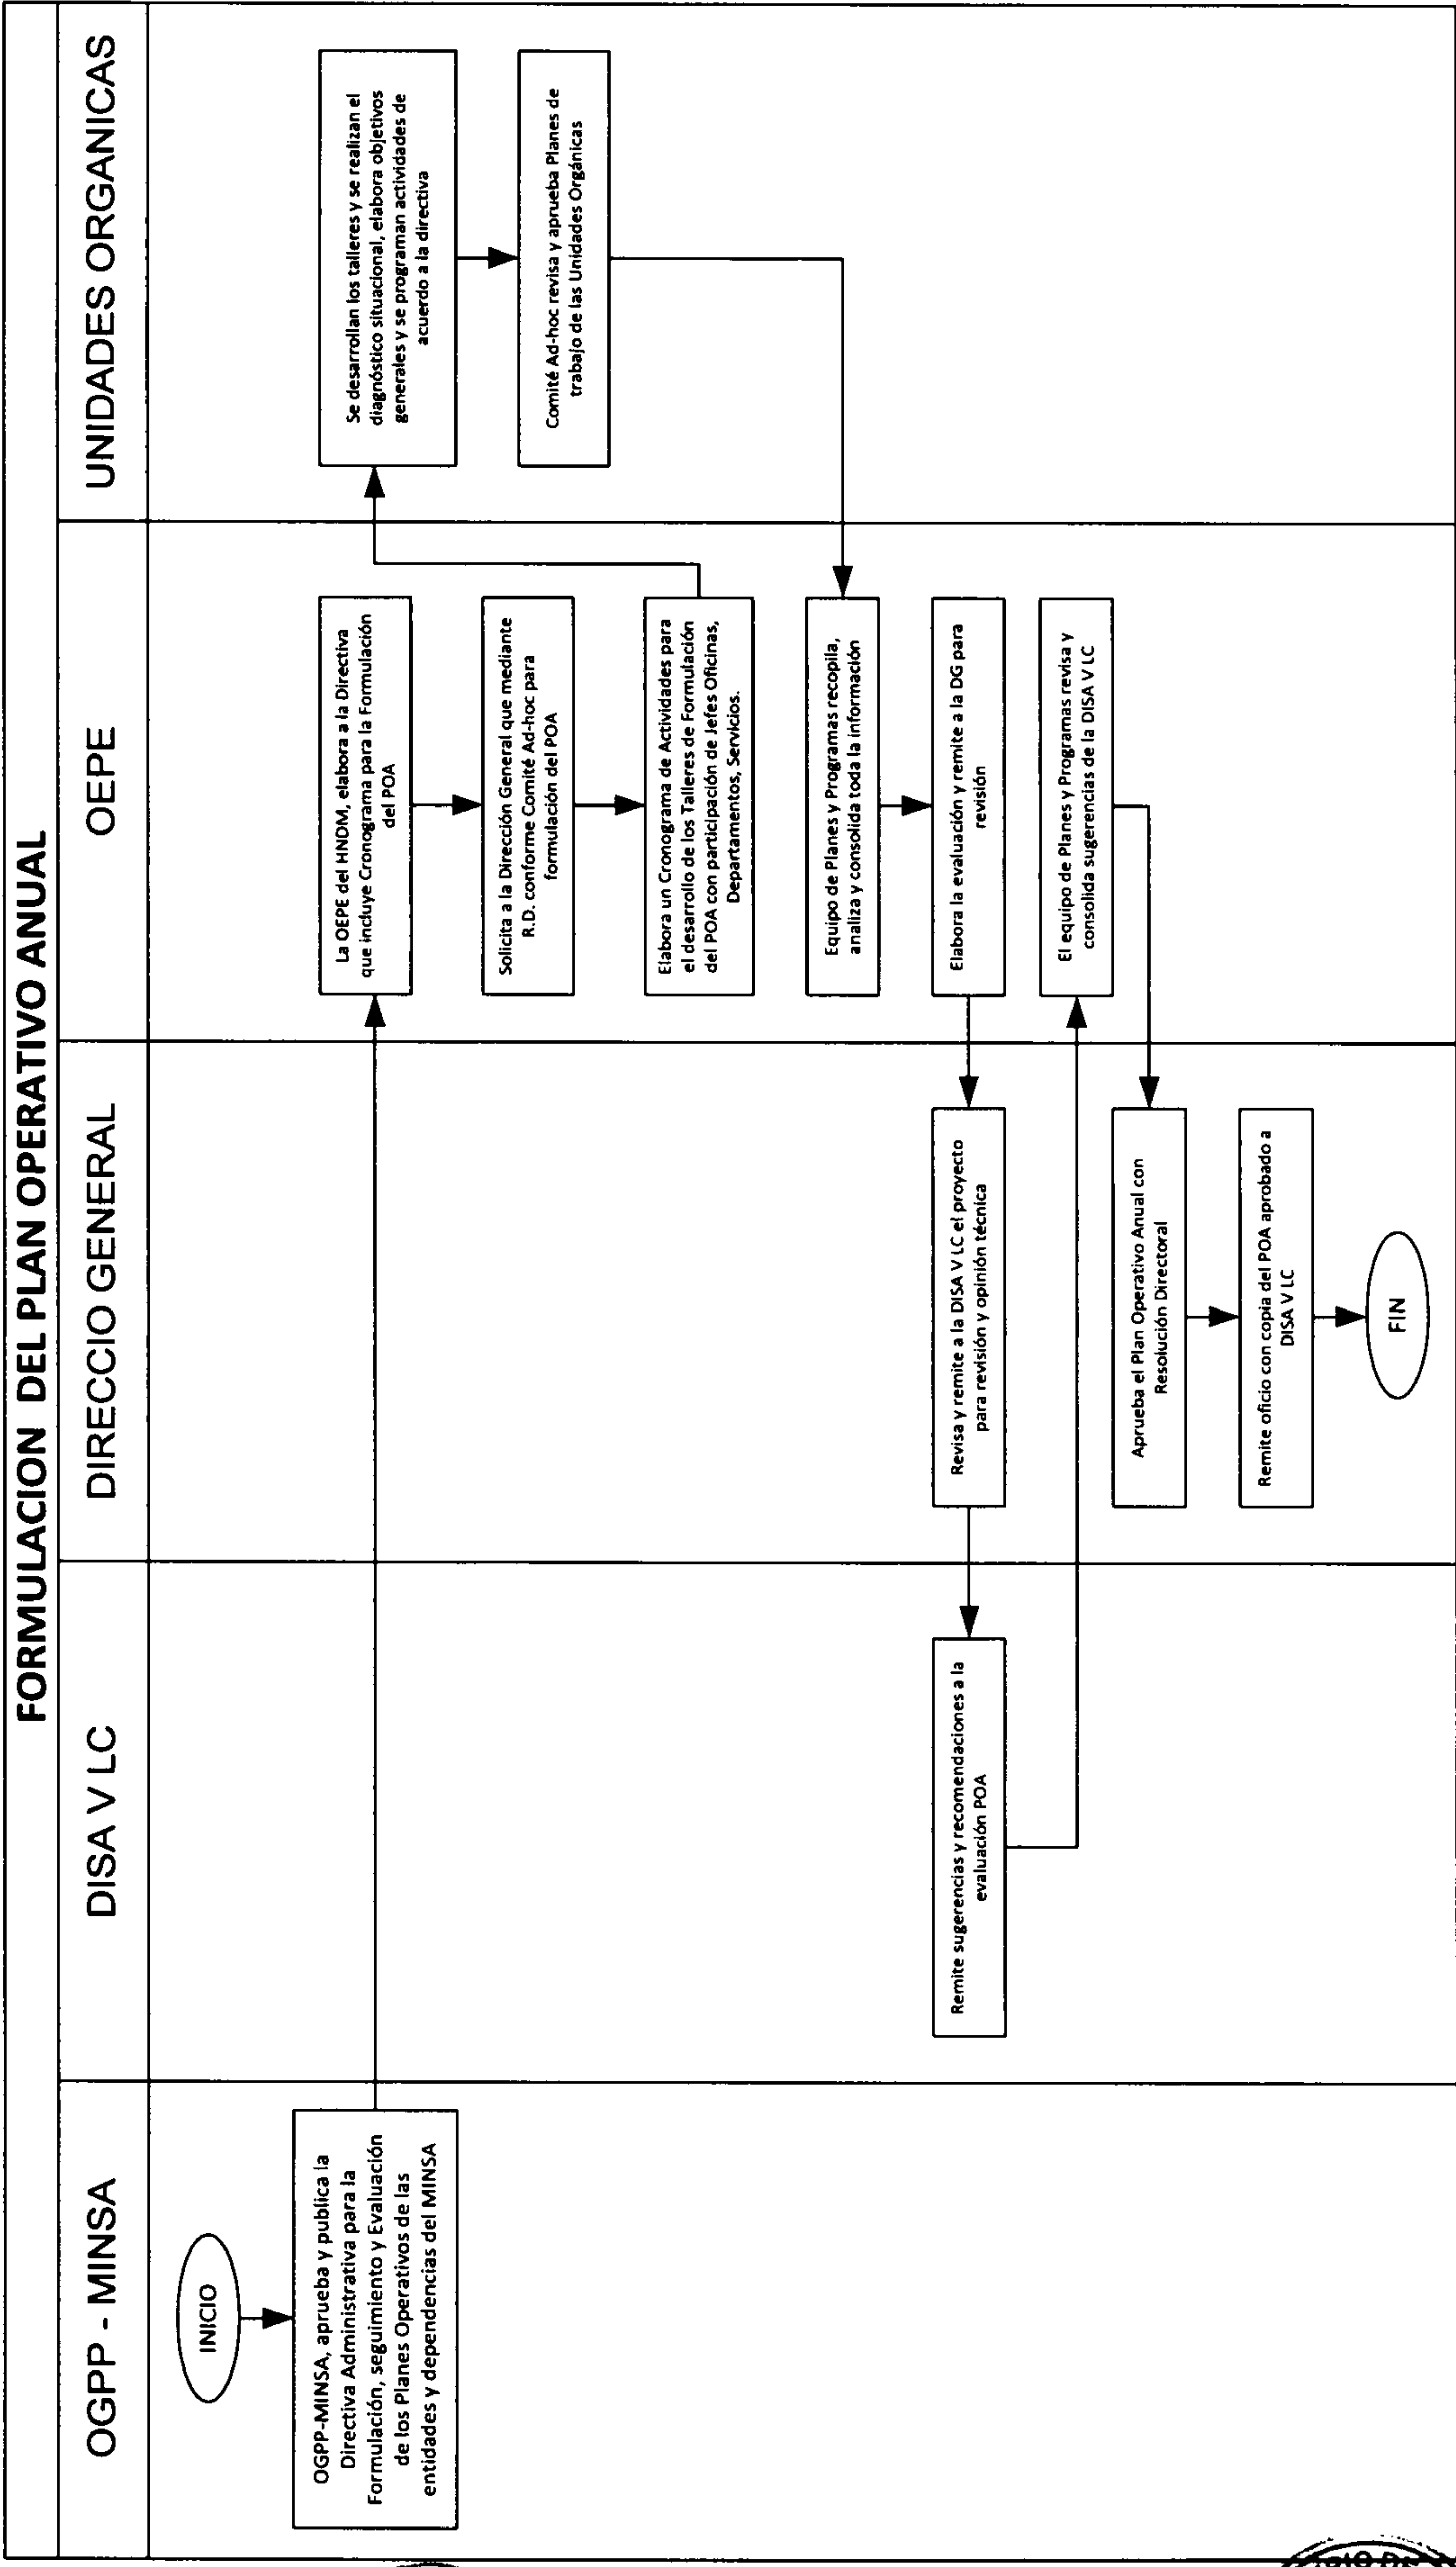 FORMULACION DEL PLAN OPERATIVO ANUAL
OGPP - MINSA
DISA V LC
DIRECCIO GENERAL
OEPE
UNIDADES ORGANICAS
INICIO
OGPP-MINSA, aprueba y publica la
Directiva Administrativa para la
Formulación, seguimiento y Evaluación
de los Planes Operativos de las
entidades y dependencias del MINSA
La OEPE del HNDM, elabora a la Directiva
que incluye Cronograma para la Formulación
del POA
Solicita a la Dirección General que mediante
R.D. conforme Comité Ad-hoc para
formulación del POA
Elabora un Cronograma de Actividades para
el desarrollo de los Talleres de Formulación
del POA con participación de Jefes Oficinas,
Departamentos, Servicios.
Se desarrollan los talleres y se realizan el
diagnóstico situacional, elabora objetivos
generales y se programan actividades de
acuerdo a la directiva
Comité Ad-hoc revisa y aprueba Planes de
trabajo de las Unidades Orgánicas
Equipo de Planes y Programas recopila,
analiza y consolida toda la información
Elabora la evaluación y remite a la DG para
revisión
Revisa y remite a la DISA V LC el proyecto
para revisión y opinión técnica
Remite sugerencias y recomendaciones a la
evaluación POA
El equipo de Planes y Programas revisa y
consolida sugerencias de la DISA V LC
Aprueba el Plan Operativo Anual con
Resolución Directoral
Remite oficio con copia del POA aprobado a
DISA V LC
FIN